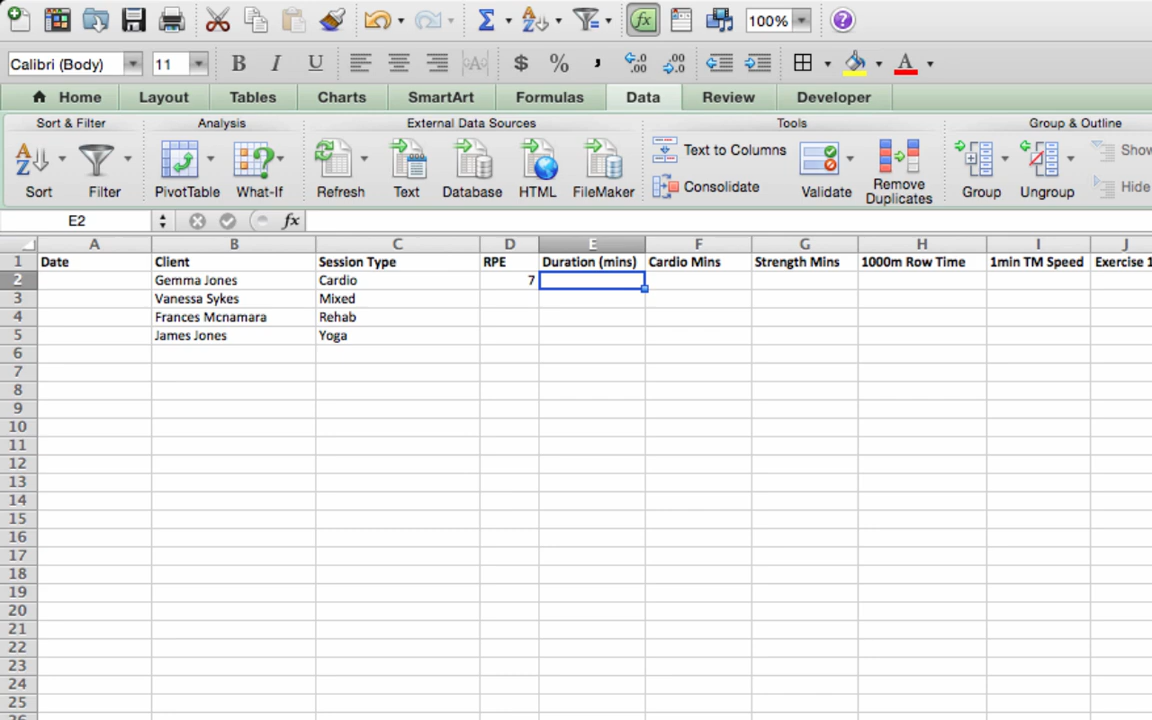 100%
Calibri (Body) 11 B I U A $ % , .0 .00 .00 .0 A
Home Layout Tables Charts SmartArt Formulas Data Review Developer
Sort & Filter Analysis External Data Sources Tools Group & Outline
Sort Filter PivotTable What-If Refresh Text Database HTML FileMaker Text to Columns Consolidate Validate Remove Duplicates Group Ungroup Show Hide
E2 fx
A B C D E F G H I J
1 Date Client Session Type RPE Duration (mins) Cardio Mins Strength Mins 1000m Row Time 1min TM Speed Exercise 1
2 Gemma Jones Cardio 7
3 Vanessa Sykes Mixed
4 Frances Mcnamara Rehab
5 James Jones Yoga
6
7
8
9
10
11
12
13
14
15
16
17
18
19
20
21
22
23
24
25